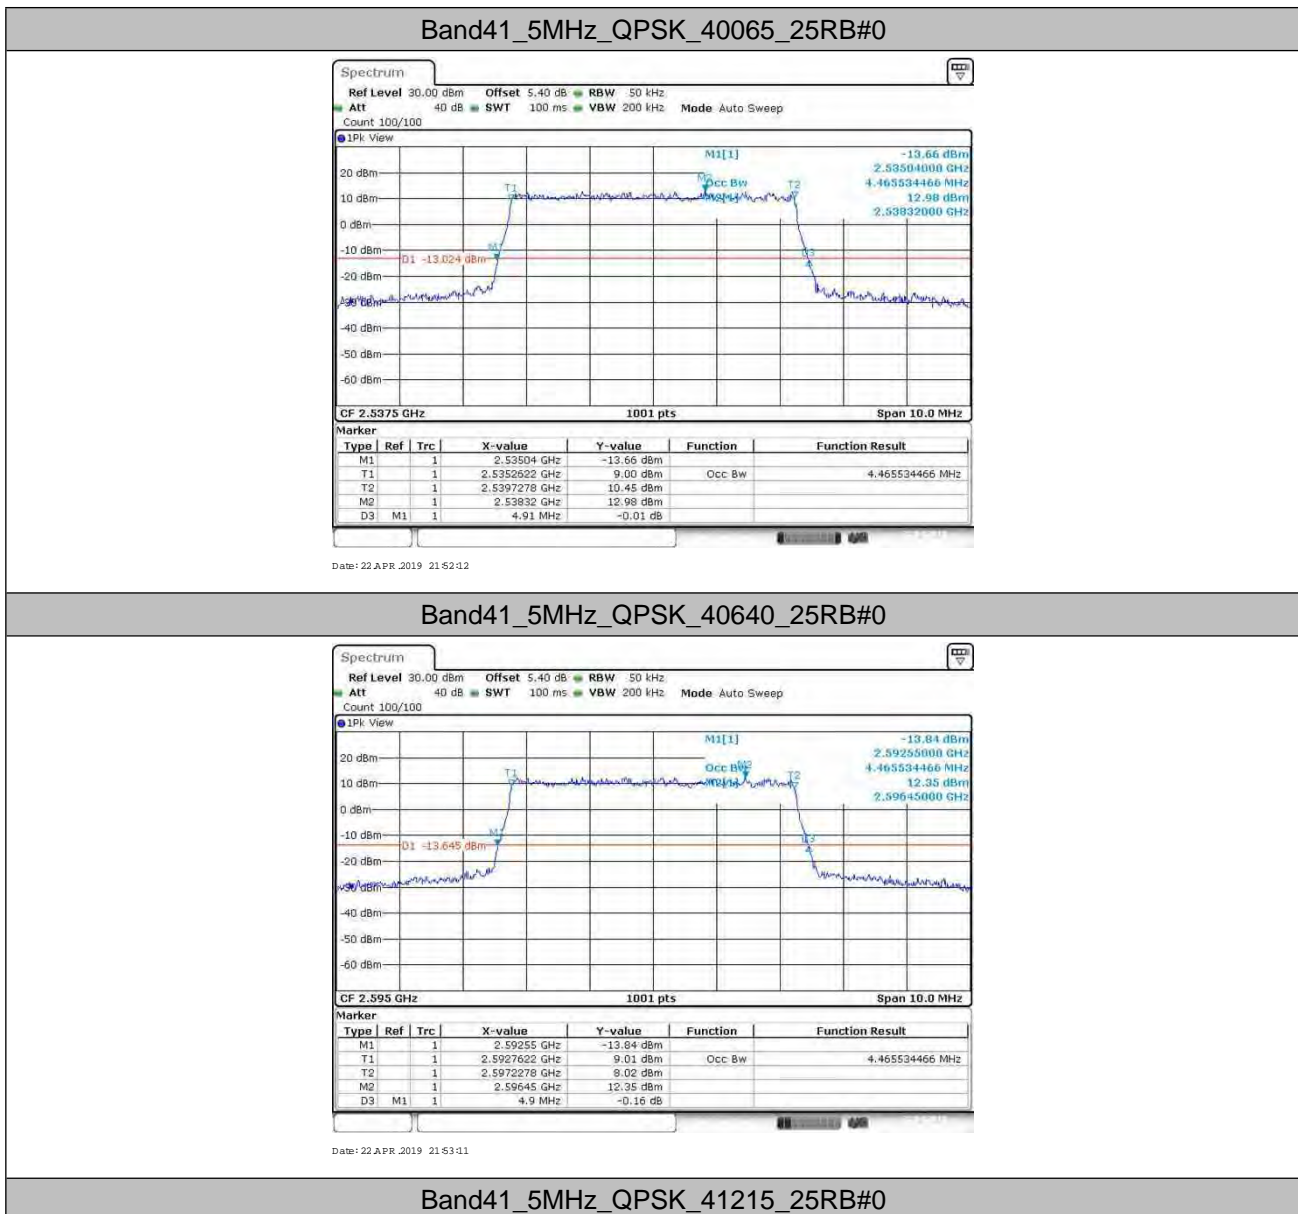 Band41_5MHz_QPSK_40065_25RB#0
Spectrum
Ref Level 30.00 dBm Offset 5.40 dB RBW 50 kHz
Att 40 dB SWT 100 ms VBW 200 kHz Mode Auto Sweep
Count 100/100
1Pk View
M1[1] -13.66 dBm
2.53504000 GHz
20 dBm
Occ Bw 4.465534466 MHz
T1
T2
10 dBm
12.98 dBm
2.53832000 GHz
0 dBm
-10 dBm
D1 -13.024 dBm
-20 dBm
-30 dBm
-40 dBm
-50 dBm
-60 dBm
CF 2.5375 GHz 1001 pts Span 10.0 MHz
Marker
Type Ref Trc X-value Y-value Function Function Result
M1 1 2.53504 GHz -13.66 dBm
T1 1 2.5352622 GHz 9.00 dBm Occ Bw 4.465534466 MHz
T2 1 2.5397278 GHz 10.45 dBm
M2 1 2.53832 GHz 12.98 dBm
D3 M1 1 4.91 MHz -0.01 dB
Date: 22.APR.2019 21:52:12
Band41_5MHz_QPSK_40640_25RB#0
Spectrum
Ref Level 30.00 dBm Offset 5.40 dB RBW 50 kHz
Att 40 dB SWT 100 ms VBW 200 kHz Mode Auto Sweep
Count 100/100
1Pk View
M1[1] -13.84 dBm
2.59255000 GHz
20 dBm
Occ Bw 4.465534466 MHz
T1
T2
10 dBm
12.35 dBm
2.59645000 GHz
0 dBm
-10 dBm
D1 -13.645 dBm
-20 dBm
-30 dBm
-40 dBm
-50 dBm
-60 dBm
CF 2.595 GHz 1001 pts Span 10.0 MHz
Marker
Type Ref Trc X-value Y-value Function Function Result
M1 1 2.59255 GHz -13.84 dBm
T1 1 2.5927622 GHz 9.01 dBm Occ Bw 4.465534466 MHz
T2 1 2.5972278 GHz 8.02 dBm
M2 1 2.59645 GHz 12.35 dBm
D3 M1 1 4.9 MHz -0.16 dB
Date: 22.APR.2019 21:53:11
Band41_5MHz_QPSK_41215_25RB#0